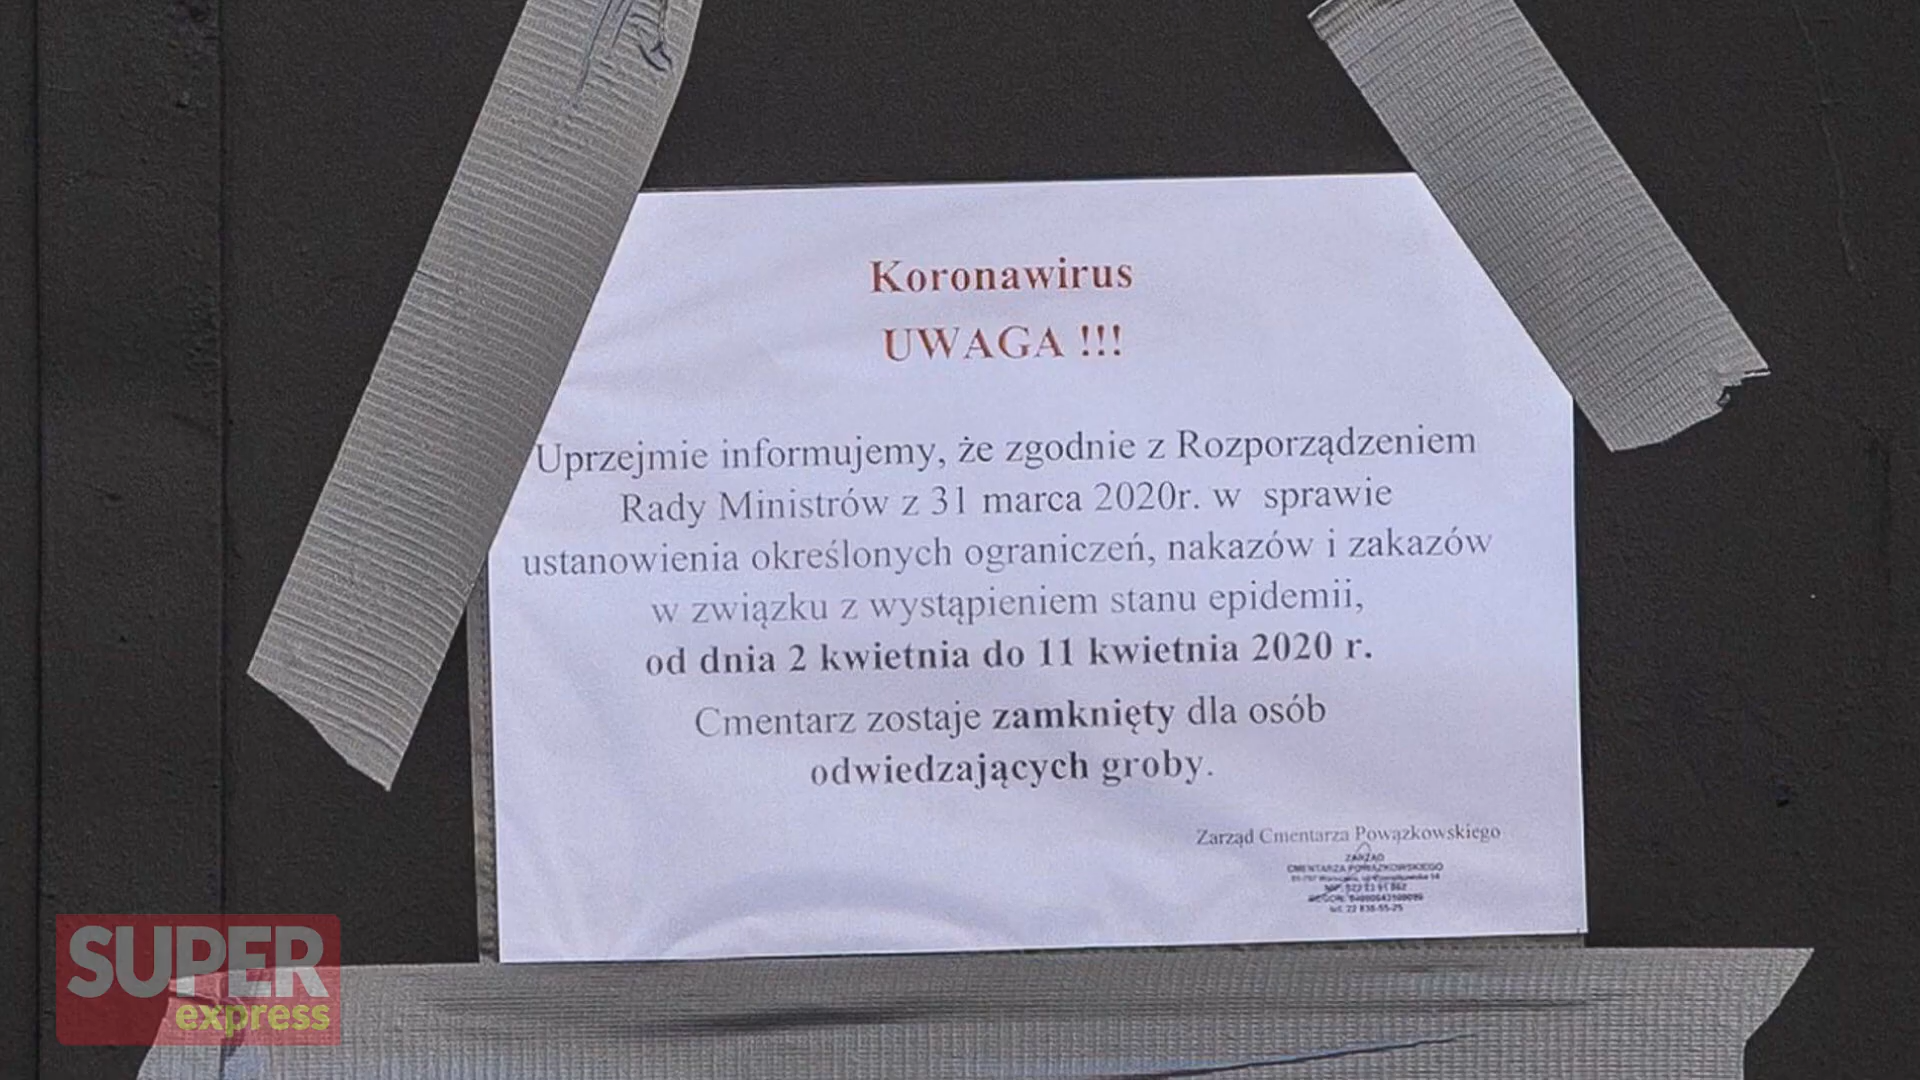 Koronawirus
UWAGA !!!
Uprzejmie informujemy, że zgodnie z Rozporządzeniem
Rady Ministrów z 31 marca 2020r. w sprawie
ustanowienia określonych ograniczeń, nakazów i zakazów
w związku z wystąpieniem stanu epidemii,
od dnia 2 kwietnia do 11 kwietnia 2020 r.
Cmentarz zostaje zamknięty dla osób
odwiedzających groby.
Zarząd Cmentarza Powązkowskiego
ZARZĄD
CMENTARZA POWĄZKOWSKIEGO
SUPER
express